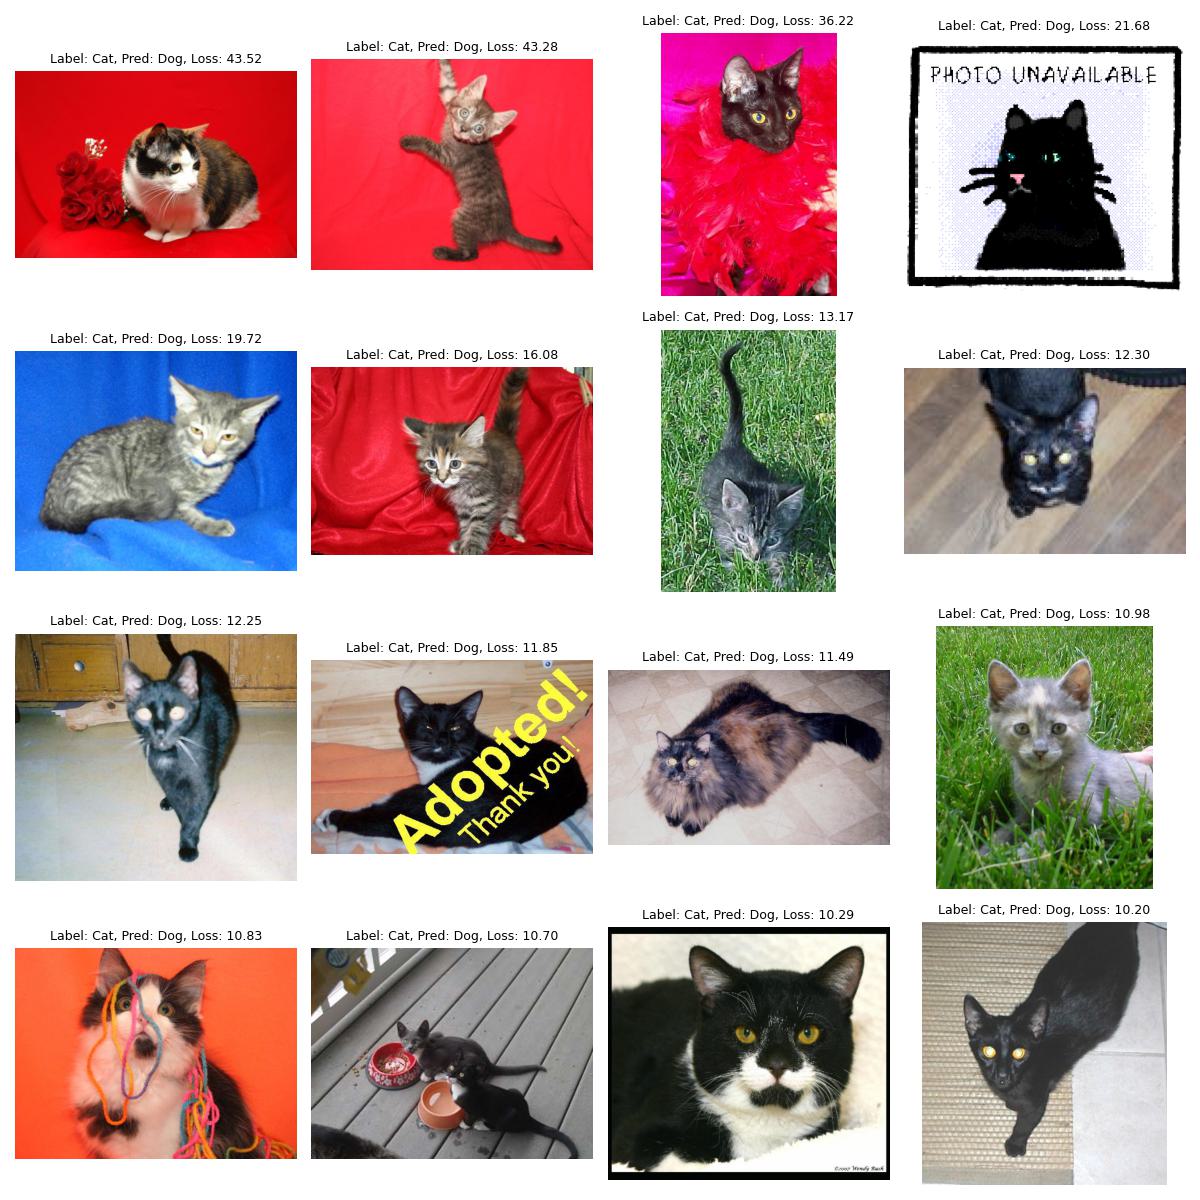 Label: Cat, Pred: Dog, Loss: 43.52
Label: Cat, Pred: Dog, Loss: 43.28
Label: Cat, Pred: Dog, Loss: 36.22
Label: Cat, Pred: Dog, Loss: 21.68
PHOTO UNAVAILABLE
Label: Cat, Pred: Dog, Loss: 19.72
Label: Cat, Pred: Dog, Loss: 16.08
Label: Cat, Pred: Dog, Loss: 13.17
Label: Cat, Pred: Dog, Loss: 12.30
Label: Cat, Pred: Dog, Loss: 12.25
Label: Cat, Pred: Dog, Loss: 11.85
Adopted!
Thank you!
Label: Cat, Pred: Dog, Loss: 11.49
Label: Cat, Pred: Dog, Loss: 10.98
Label: Cat, Pred: Dog, Loss: 10.83
Label: Cat, Pred: Dog, Loss: 10.70
Label: Cat, Pred: Dog, Loss: 10.29
Wendy
Label: Cat, Pred: Dog, Loss: 10.20